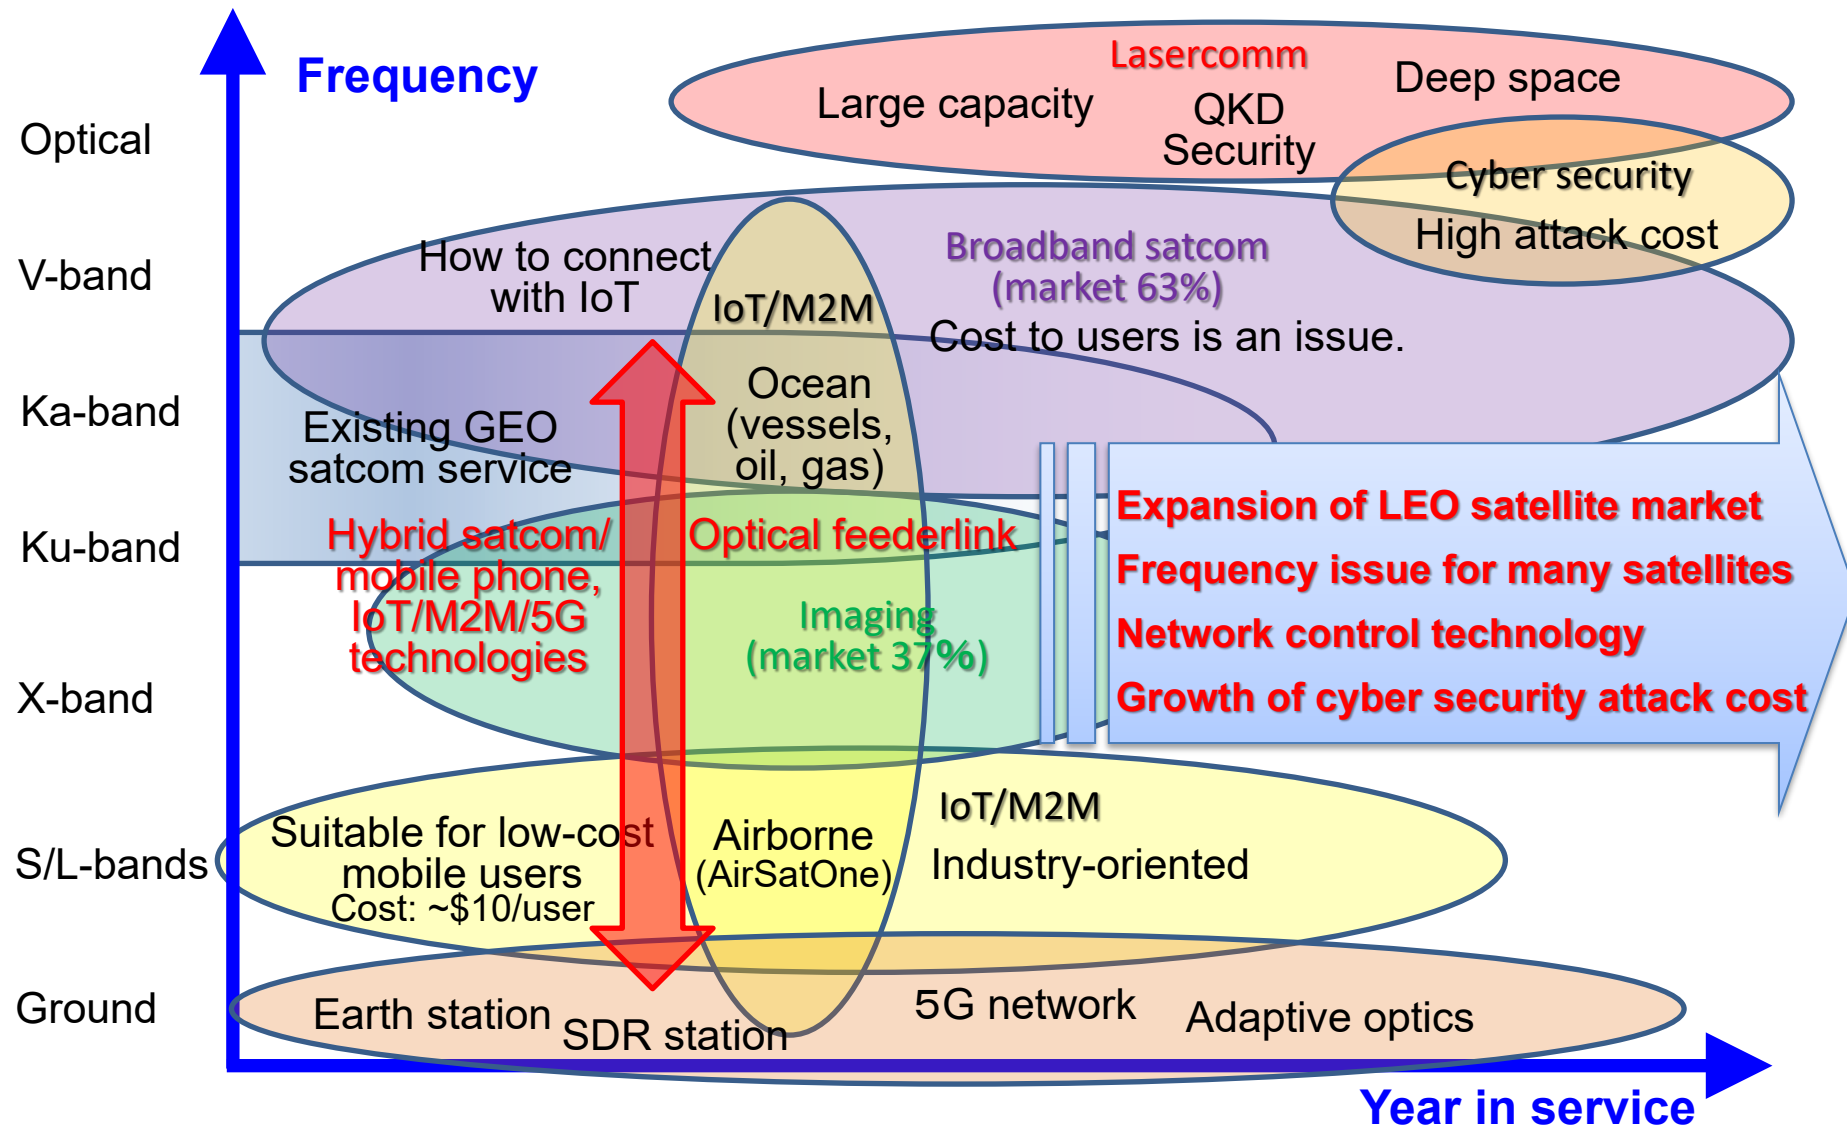 Frequency
Optical
V-band
Ka-band
Ku-band
X-band
S/L-bands
Ground
Lasercomm
Large capacity
QKD
Security
Deep space
Cyber security
High attack cost
How to connect
with IoT
IoT/M2M
Broadband satcom
(market 63%)
Cost to users is an issue.
Existing GEO
satcom service
Ocean
(vessels,
oil, gas)
Hybrid satcom/
mobile phone,
IoT/M2M/5G
technologies
Optical feederlink
Imaging
(market 37%)
Expansion of LEO satellite market
Frequency issue for many satellites
Network control technology
Growth of cyber security attack cost
Suitable for low-cost
mobile users
Cost: ~$10/user
Airborne
(AirSatOne)
IoT/M2M
Industry-oriented
Earth station
SDR station
5G network
Adaptive optics
Year in service